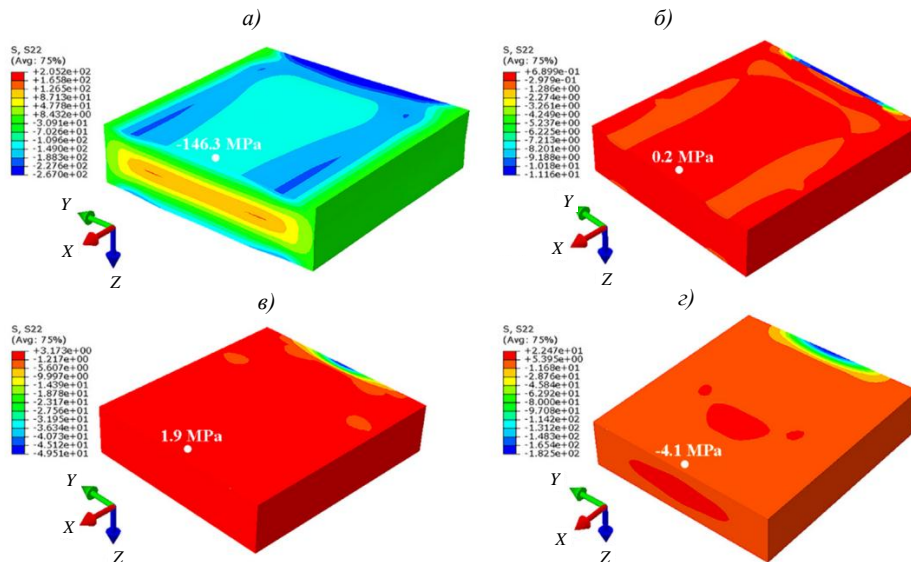 а)
S, S22
(Avg: 75%)
+2.052e+02
+1.658e+02
+1.265e+02
+8.713e+01
+4.778e+01
+8.432e+00
-3.091e+01
-7.026e+01
-1.096e+02
-1.490e+02
-1.883e+02
-2.276e+02
-2.670e+02
-146.3 MPa
Y
X
Z
б)
S, S22
(Avg: 75%)
+6.899e-01
-2.979e-01
-1.286e+00
-2.274e+00
-3.261e+00
-4.249e+00
-5.237e+00
-6.225e+00
-7.213e+00
-8.201e+00
-9.188e+00
-1.018e+01
-1.116e+01
0.2 MPa
Y
X
Z
в)
S, S22
(Avg: 75%)
+3.173e+00
-1.217e+00
-5.607e+00
-9.997e+00
-1.439e+01
-1.878e+01
-2.317e+01
-2.756e+01
-3.195e+01
-3.634e+01
-4.073e+01
-4.512e+01
-4.951e+01
1.9 MPa
Y
X
Z
г)
S, S22
(Avg: 75%)
+2.247e+01
+5.395e+00
-1.168e+01
-2.876e+01
-4.584e+01
-6.292e+01
-8.000e+01
-9.708e+01
-1.142e+02
-1.312e+02
-1.483e+02
-1.654e+02
-1.825e+02
-4.1 MPa
Y
X
Z